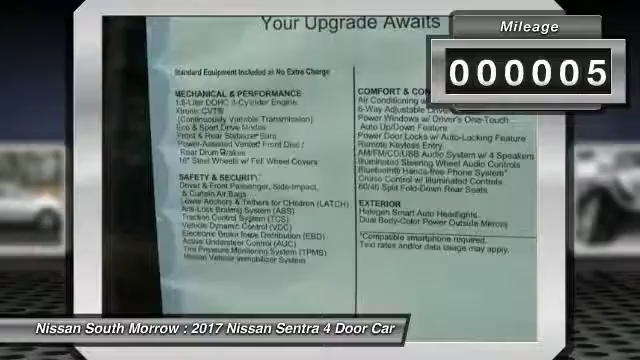 Your Upgrade Awaits
Mileage
000005
Standard Equipment Included at No Extra Charge
MECHANICAL & PERFORMANCE
1.8-Liter DOHC 4-Cylinder Engine
Xtronic CVT®
(Continuously Variable Transmission)
Eco & Sport Drive Modes
Front & Rear Stabilizer Bars
Power-Assisted Vented Front Disc /
Rear Drum Brakes
16" Steel Wheels w/ Full Wheel Covers
SAFETY & SECURITY
Driver & Front Passenger, Side-Impact,
& Curtain Air Bags
Lower Anchors & Tethers for CHildren (LATCH)
Anti-Lock Braking System (ABS)
Traction Control System (TCS)
Vehicle Dynamic Control (VDC)
Electronic Brake force Distribution (EBD)
Active Understeer Control (AUC)
Tire Pressure Monitoring System (TPMS)
Nissan Vehicle Immobilizer System
COMFORT & CON
Air Conditioning w
6-Way Adjustable Drive
Power Windows w/ Driver's One-Touch
Auto Up/Down Feature
Power Door Locks w/ Auto-Locking Feature
Remote Keyless Entry
AM/FM/CD/USB Audio System w/ 4 Speakers
Illuminated Steering Wheel Audio Controls
Bluetooth® Hands-free Phone System*
Cruise Control w/ Illuminated Controls
60/40 Split Fold-Down Rear Seats
EXTERIOR
Halogen Smart Auto Headlights
Dual Body-Color Power Outside Mirrors
*Compatible smartphone required.
Text rates and/or data usage may apply.
Nissan South Morrow : 2017 Nissan Sentra 4 Door Car